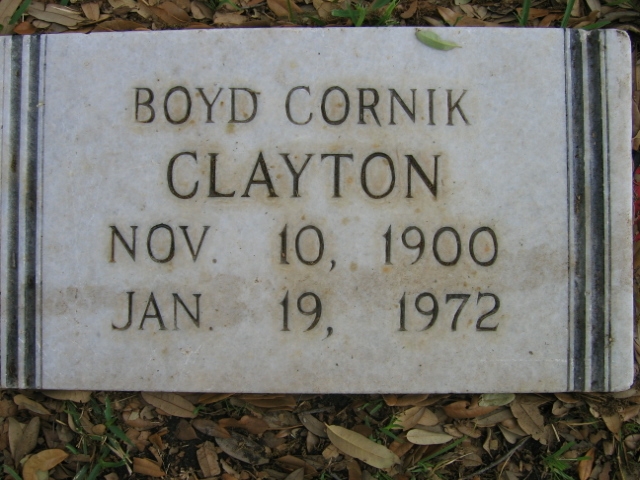 BOYD CORNIK
CLAYTON
NOV. 10, 1900
JAN. 19, 1972